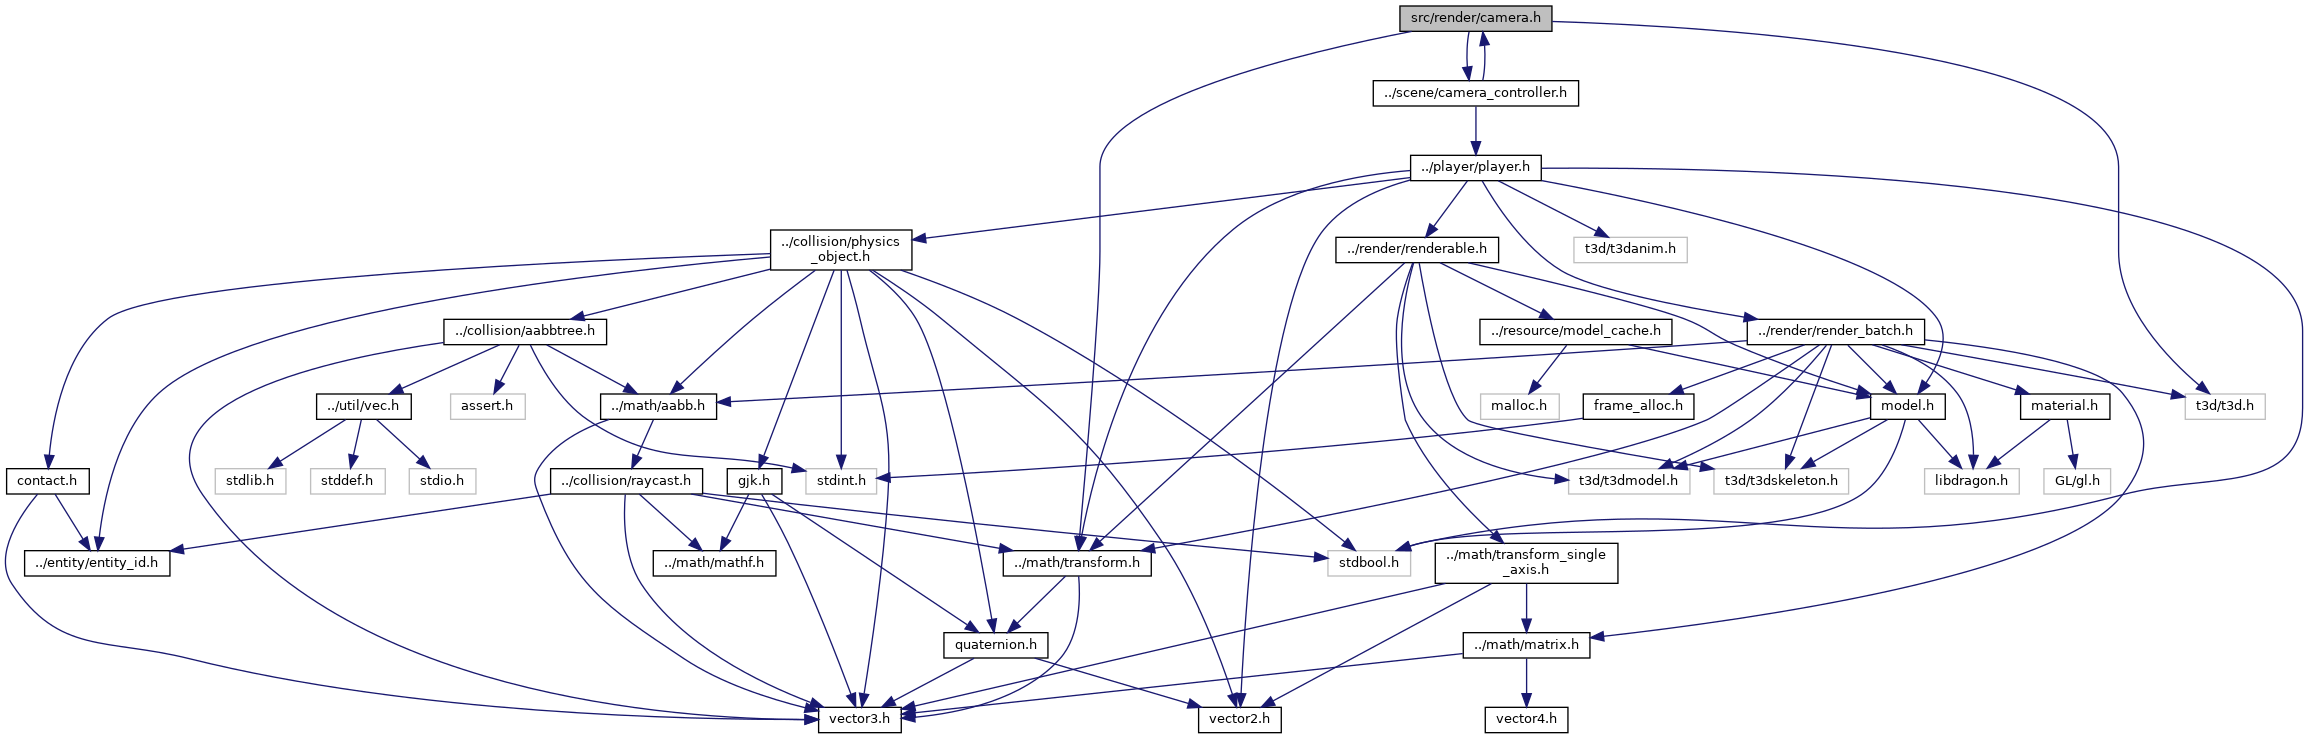 src/render/camera.h
../scene/camera_controller.h
../player/player.h
../collision/physics
_object.h
../render/renderable.h
t3d/t3danim.h
../collision/aabbtree.h
../resource/model_cache.h
../render/render_batch.h
../util/vec.h
assert.h
../math/aabb.h
malloc.h
frame_alloc.h
model.h
material.h
t3d/t3d.h
contact.h
stdlib.h
stddef.h
stdio.h
../collision/raycast.h
gjk.h
stdint.h
t3d/t3dmodel.h
t3d/t3dskeleton.h
libdragon.h
GL/gl.h
../entity/entity_id.h
../math/mathf.h
../math/transform.h
stdbool.h
../math/transform_single
_axis.h
quaternion.h
../math/matrix.h
vector3.h
vector2.h
vector4.h